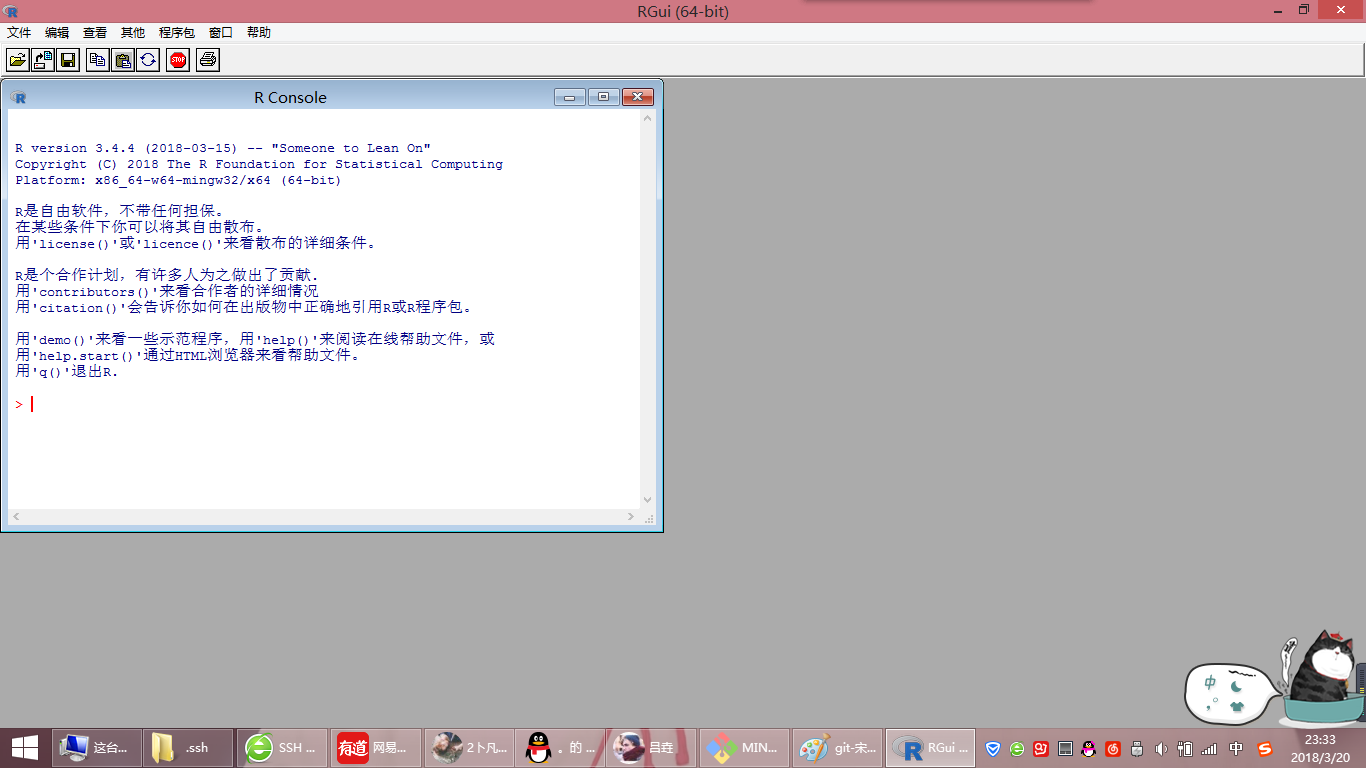 RGui (64-bit)
文件 编辑 查看 其他 程序包 窗口 帮助
STOP
R Console
R version 3.4.4 (2018-03-15) -- "Someone to Lean On"
Copyright (C) 2018 The R Foundation for Statistical Computing
Platform: x86_64-w64-mingw32/x64 (64-bit)
R是自由软件，不带任何担保。
在某些条件下你可以将其自由散布。
用'license()'或'licence()'来看散布的详细条件。
R是个合作计划，有许多人为之做出了贡献.
用'contributors()'来看合作者的详细情况
用'citation()'会告诉你如何在出版物中正确地引用R或R程序包。
用'demo()'来看一些示范程序，用'help()'来阅读在线帮助文件，或
用'help.start()'通过HTML浏览器来看帮助文件。
用'q()'退出R.
>
中
这台... .ssh SSH ... 有道 网易... 2卜凡... 。的 ... 吕垚 MIN... git-宋... RGui ... 中 23:33
2018/3/20